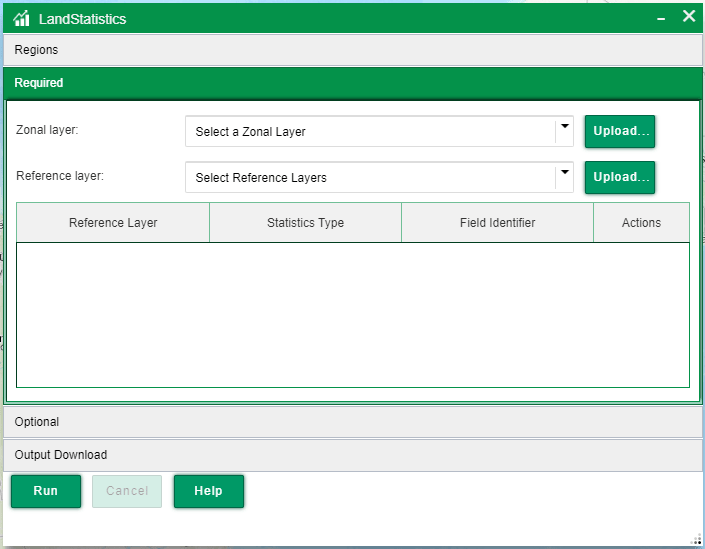 LandStatistics
Regions
Required
Zonal layer: Select a Zonal Layer Upload...
Reference layer: Select Reference Layers Upload...
Reference Layer Statistics Type Field Identifier Actions
Optional
Output Download
Run Cancel Help